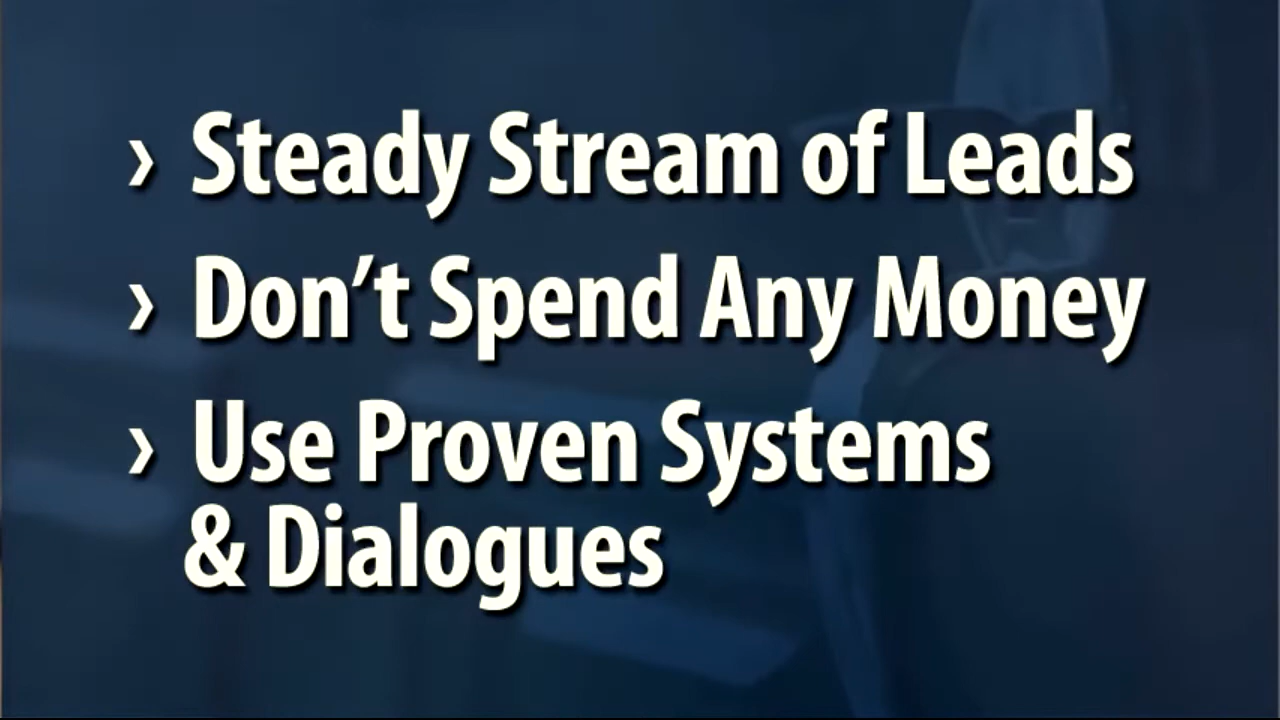 › Steady Stream of Leads
› Don’t Spend Any Money
› Use Proven Systems
& Dialogues